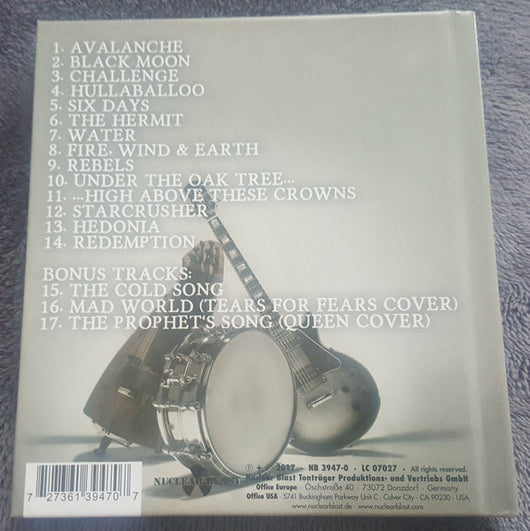 1. AVALANCHE
2. BLACK MOON
3. CHALLENGE
4. HULLABALLOO
5. SIX DAYS
6. THE HERMIT
7. WATER
8. FIRE, WIND & EARTH
9. REBELS
10. UNDER THE OAK TREE...
11. ...HIGH ABOVE THESE CROWNS
12. STARCRUSHER
13. HEDONIA
14. REDEMPTION
BONUS TRACKS:
15. THE COLD SONG
16. MAD WORLD (TEARS FOR FEARS COVER)
17. THE PROPHET'S SONG (QUEEN COVER)
℗ + © 2017 - NB 3947-0 - LC 07027 - All rights reserved.
Nuclear Blast Tonträger Produktions- und Vertriebs GmbH
Office Europe - Öschstraße 40 - 73072 Donzdorf - Germany
Office USA - 5741 Buckingham Parkway Unit C - Culver City - CA 90230 - USA
www.nuclearblast.com
NUCLEAR BLAST
7 27361 39470 7